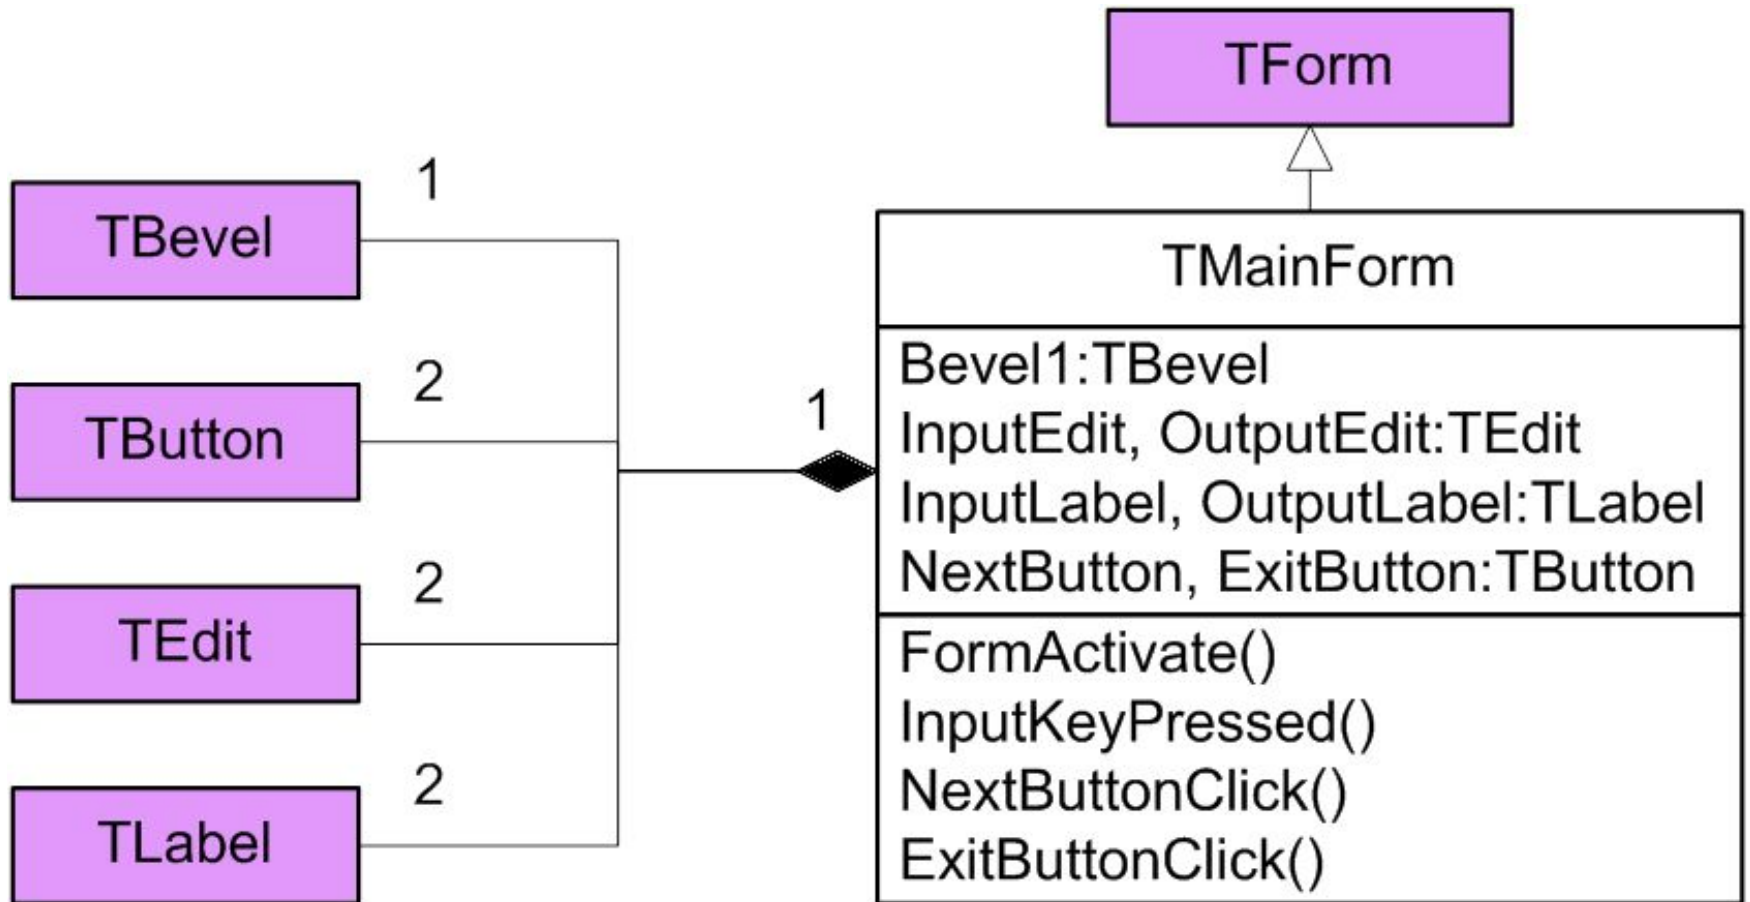 TForm
1
TBevel
2
TButton
2
TEdit
2
TLabel
1
TMainForm
Bevel1:TBevel
InputEdit, OutputEdit:TEdit
InputLabel, OutputLabel:TLabel
NextButton, ExitButton:TButton
FormActivate()
InputKeyPressed()
NextButtonClick()
ExitButtonClick()